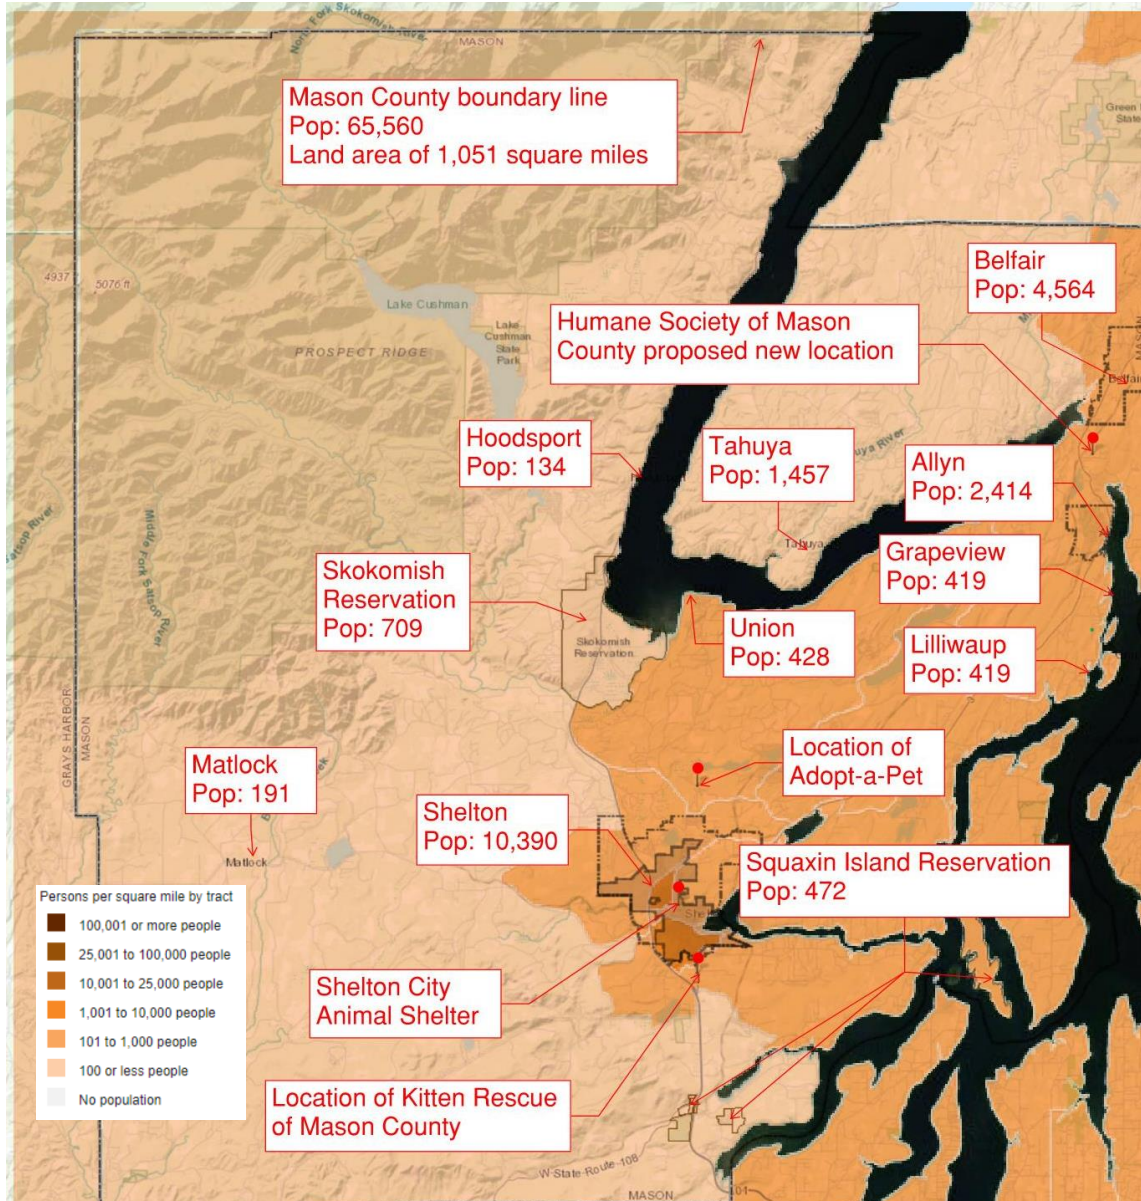 North Fork Skokomish River
MASON
Mason County boundary line
Pop: 65,560
Land area of 1,051 square miles
Green
State
Belfair
Pop: 4,564
4937
5076 ft
Lake Cushman
Lake
Cushman
State
Park
PROSPECT RIDGE
Humane Society of Mason
County proposed new location
MASON
Belfair
Hoodsport
Pop: 134
Tahuya
Pop: 1,457
River
Allyn
Pop: 2,414
Satsop River
Middle Fork Satsop River
Tahuya
Grapeview
Pop: 419
Skokomish
Reservation
Pop: 709
Skokomish
Reservation
Union
Pop: 428
Lilliwaup
Pop: 419
GRAYS HARBOR
MASON
Matlock
Pop: 191
Location of
Adopt-a-Pet
Shelton
Pop: 10,390
Matlock
Squaxin Island Reservation
Pop: 472
Persons per square mile by tract
100,001 or more people
25,001 to 100,000 people
10,001 to 25,000 people
1,001 to 10,000 people
101 to 1,000 people
100 or less people
No population
Shelton City
Animal Shelter
Location of Kitten Rescue
of Mason County
W State Route 108
MASON
101